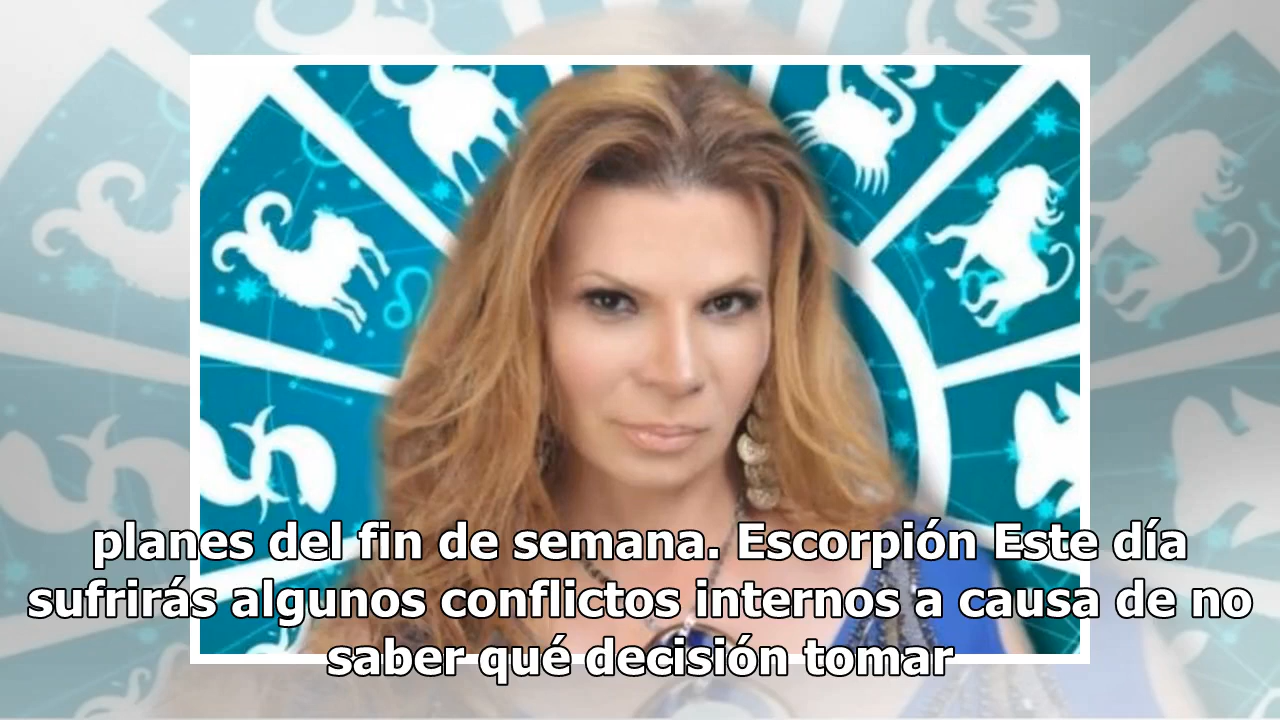 planes del fin de semana. Escorpión Este día
sufrirás algunos conflictos internos a causa de no
saber qué decisión tomar